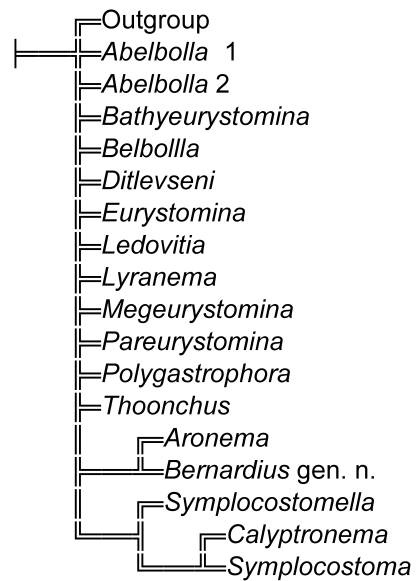 Outgroup
Abelbolla 1
Abelbolla 2
Bathyeurystomina
Belbollla
Ditlevseni
Eurystomina
Ledovitia
Lyranema
Megeurystomina
Pareurystomina
Polygastrophora
Thoonchus
Aronema
Bernardius gen. n.
Symplocostomella
Calyptronema
Symplocostoma